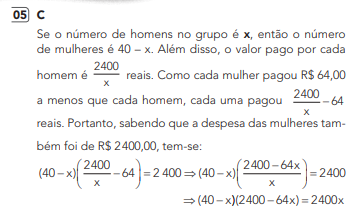 05 C
Se o número de homens no grupo é x, então o número
de mulheres é 40 – x. Além disso, o valor pago por cada
homem é 2400/x reais. Como cada mulher pagou R$ 64,00
a menos que cada homem, cada uma pagou 2400/x – 64
reais. Portanto, sabendo que a despesa das mulheres tam-
bém foi de R$ 2400,00, tem-se:
(40 – x)(2400/x – 64) = 2 400 ⇒ (40 – x)((2400 – 64x)/x) = 2400
⇒ (40 – x)(2400 – 64x) = 2400x